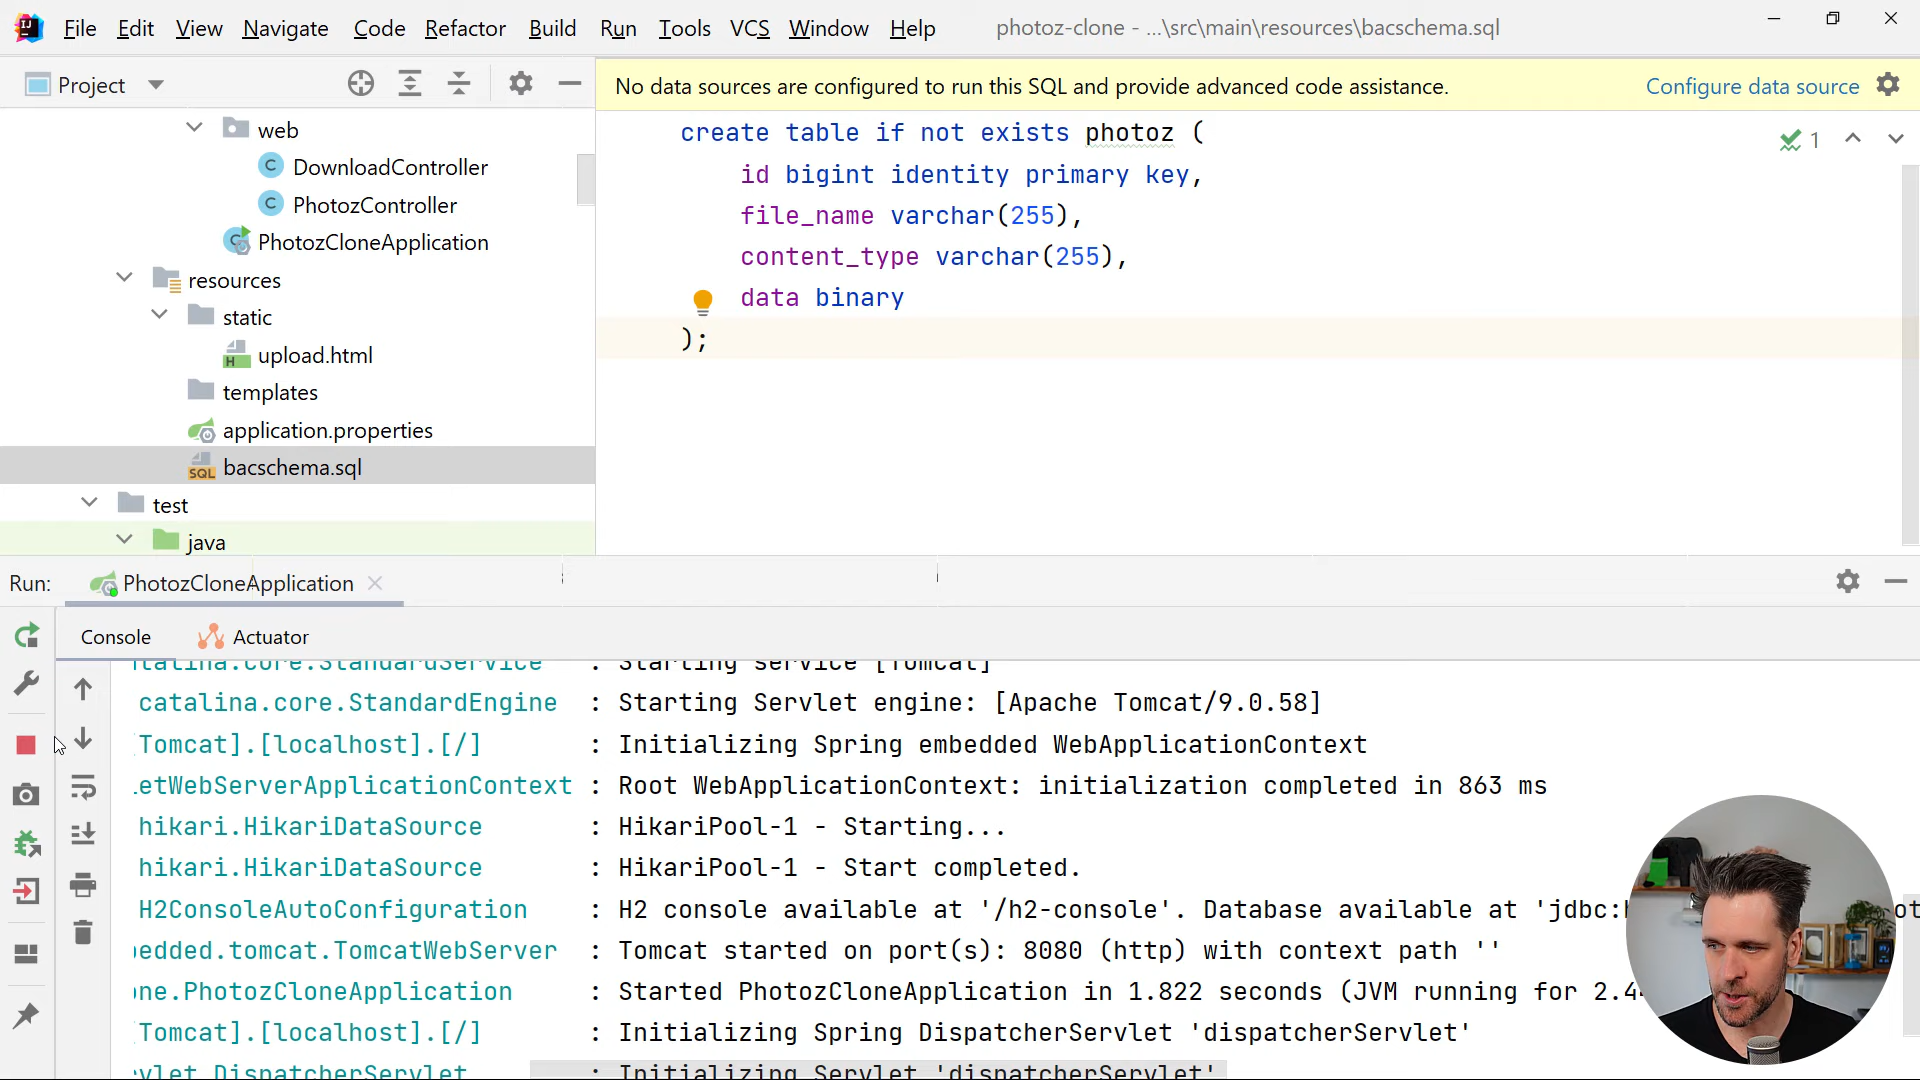 File Edit View Navigate Code Refactor Build Run Tools VCS Window Help photoz-clone - ...\src\main\resources\bacschema.sql
Project
No data sources are configured to run this SQL and provide advanced code assistance. Configure data source
web
DownloadController
PhotozController
PhotozCloneApplication
resources
static
upload.html
templates
application.properties
bacschema.sql
test
java
create table if not exists photoz (
id bigint identity primary key,
file_name varchar(255),
content_type varchar(255),
data binary
);
1
Run: PhotozCloneApplication
Console Actuator
: Starting service [Tomcat]
catalina.core.StandardEngine : Starting Servlet engine: [Apache Tomcat/9.0.58]
[Tomcat].[localhost].[/] : Initializing Spring embedded WebApplicationContext
etWebServerApplicationContext : Root WebApplicationContext: initialization completed in 863 ms
hikari.HikariDataSource : HikariPool-1 - Starting...
hikari.HikariDataSource : HikariPool-1 - Start completed.
H2ConsoleAutoConfiguration : H2 console available at '/h2-console'. Database available at 'jdbc:
edded.tomcat.TomcatWebServer : Tomcat started on port(s): 8080 (http) with context path ''
ne.PhotozCloneApplication : Started PhotozCloneApplication in 1.822 seconds (JVM running for 2.4
[Tomcat].[localhost].[/] : Initializing Spring DispatcherServlet 'dispatcherServlet'
vlet.DispatcherServlet : Initializing Servlet 'dispatcherServlet'